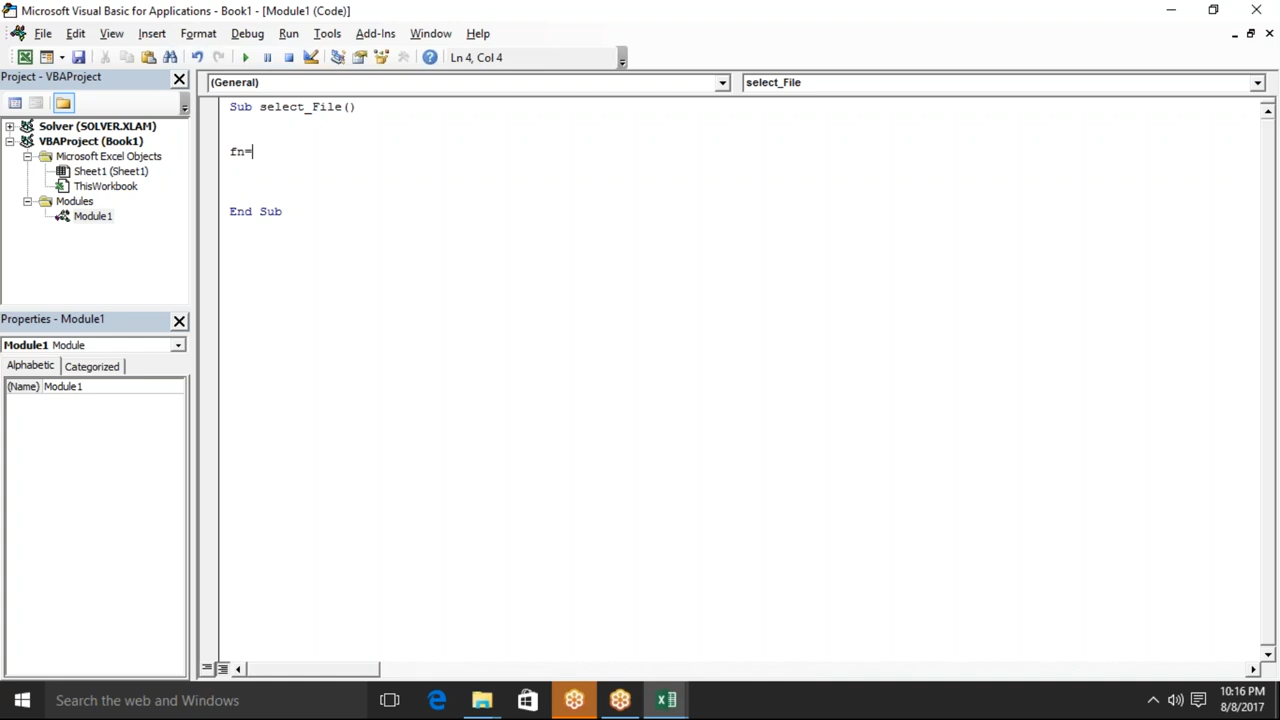 Microsoft Visual Basic for Applications - Book1 - [Module1 (Code)]
File Edit View Insert Format Debug Run Tools Add-Ins Window Help
Ln 4, Col 4
Project - VBAProject
(General)
select_File
Solver (SOLVER.XLAM)
VBAProject (Book1)
Microsoft Excel Objects
Sheet1 (Sheet1)
ThisWorkbook
Modules
Module1
Sub select_File()
fn=
End Sub
Properties - Module1
Module1 Module
Alphabetic Categorized
(Name) Module1
Search the web and Windows
10:16 PM
8/8/2017